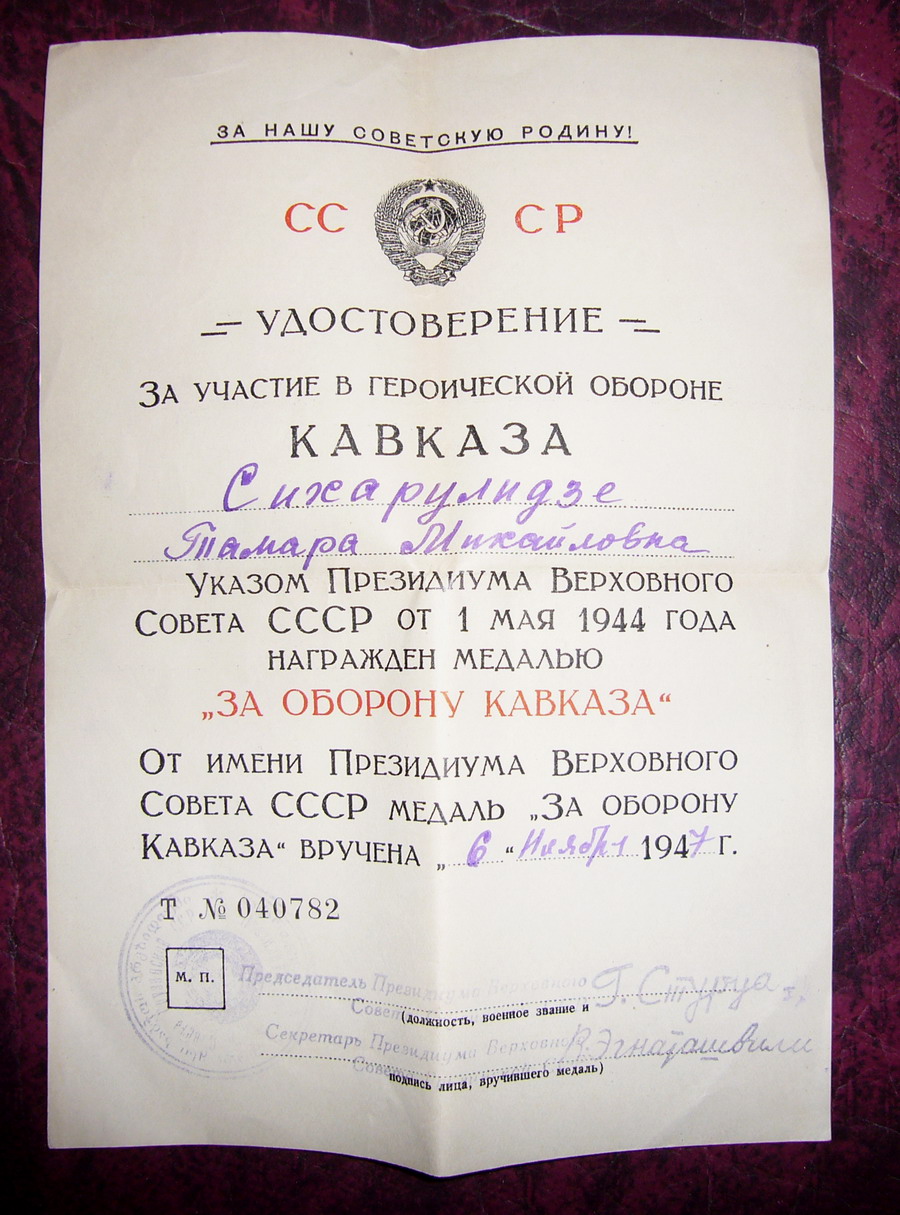 ЗА НАШУ СОВЕТСКУЮ РОДИНУ!
СС СР
УДОСТОВЕРЕНИЕ
ЗА УЧАСТИЕ В ГЕРОИЧЕСКОЙ ОБОРОНЕ
КАВКАЗА
Сихарулидзе
Тамара Михайловна
УКАЗОМ ПРЕЗИДИУМА ВЕРХОВНОГО
СОВЕТА СССР ОТ 1 МАЯ 1944 ГОДА
НАГРАЖДЕН МЕДАЛЬЮ
„ЗА ОБОРОНУ КАВКАЗА“
ОТ ИМЕНИ ПРЕЗИДИУМА ВЕРХОВНОГО
СОВЕТА СССР МЕДАЛЬ „ЗА ОБОРОНУ
КАВКАЗА“ ВРУЧЕНА „6“ Ноября 1947 Г.
Т № 040782
М. П.
Председатель Президиума Верховного Г. Стуруа
(должность, военное звание и
Секретарь Президиума Верховного В. Эгнаташвили
подпись лица, вручившего медаль)